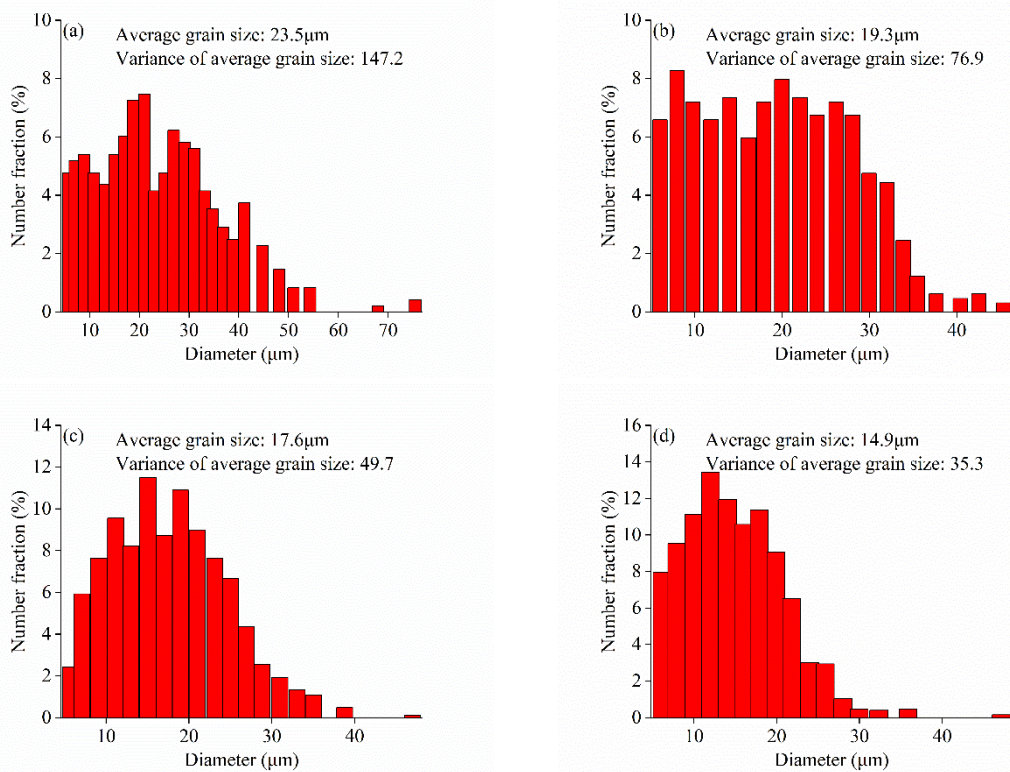 (a)
Average grain size: 23.5μm
Variance of average grain size: 147.2
Number fraction (%)
10
8
6
4
2
0
10 20 30 40 50 60 70
Diameter (μm)
(b)
Average grain size: 19.3μm
Variance of average grain size: 76.9
Number fraction (%)
10
8
6
4
2
0
10 20 30 40
Diameter (μm)
(c)
Average grain size: 17.6μm
Variance of average grain size: 49.7
Number fraction (%)
14
12
10
8
6
4
2
0
10 20 30 40
Diameter (μm)
(d)
Average grain size: 14.9μm
Variance of average grain size: 35.3
Number fraction (%)
16
14
12
10
8
6
4
2
0
10 20 30 40
Diameter (μm)